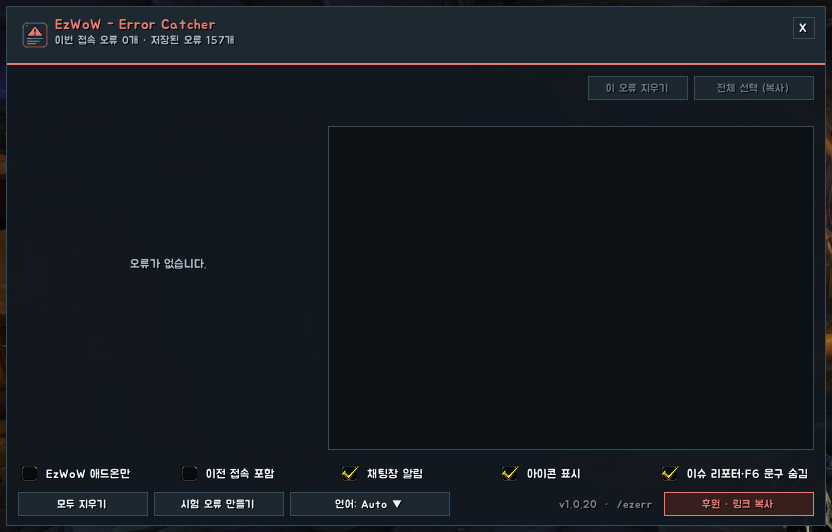 EzWoW - Error Catcher
이번 접속 오류 0개 · 저장된 오류 157개
X
이 오류 지우기
전체 선택 (복사)
오류가 없습니다.
EzWoW 애드온만
이전 접속 포함
채팅창 알림
아이콘 표시
이슈 리포터·F6 문구 숨김
모두 지우기
시험 오류 만들기
언어: Auto ▼
v1.0.20 · /ezerr
후원 · 링크 복사